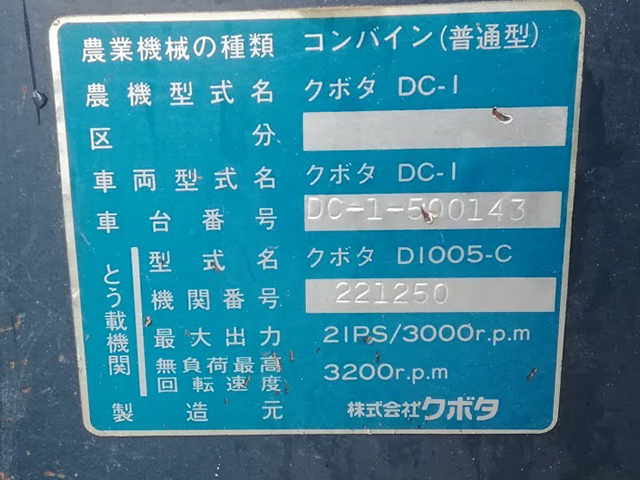 農業機械の種類 コンバイン(普通型)
農機型式名 クボタ DC-1
区分
車両型式名 クボタ DC-1
車台番号 DC-1-500143
とう載機関
型式名 クボタ D1005-C
機関番号 221250
最大出力 21PS/3000r.p.m
無負荷最高回転速度 3200r.p.m
製造元 株式会社クボタ